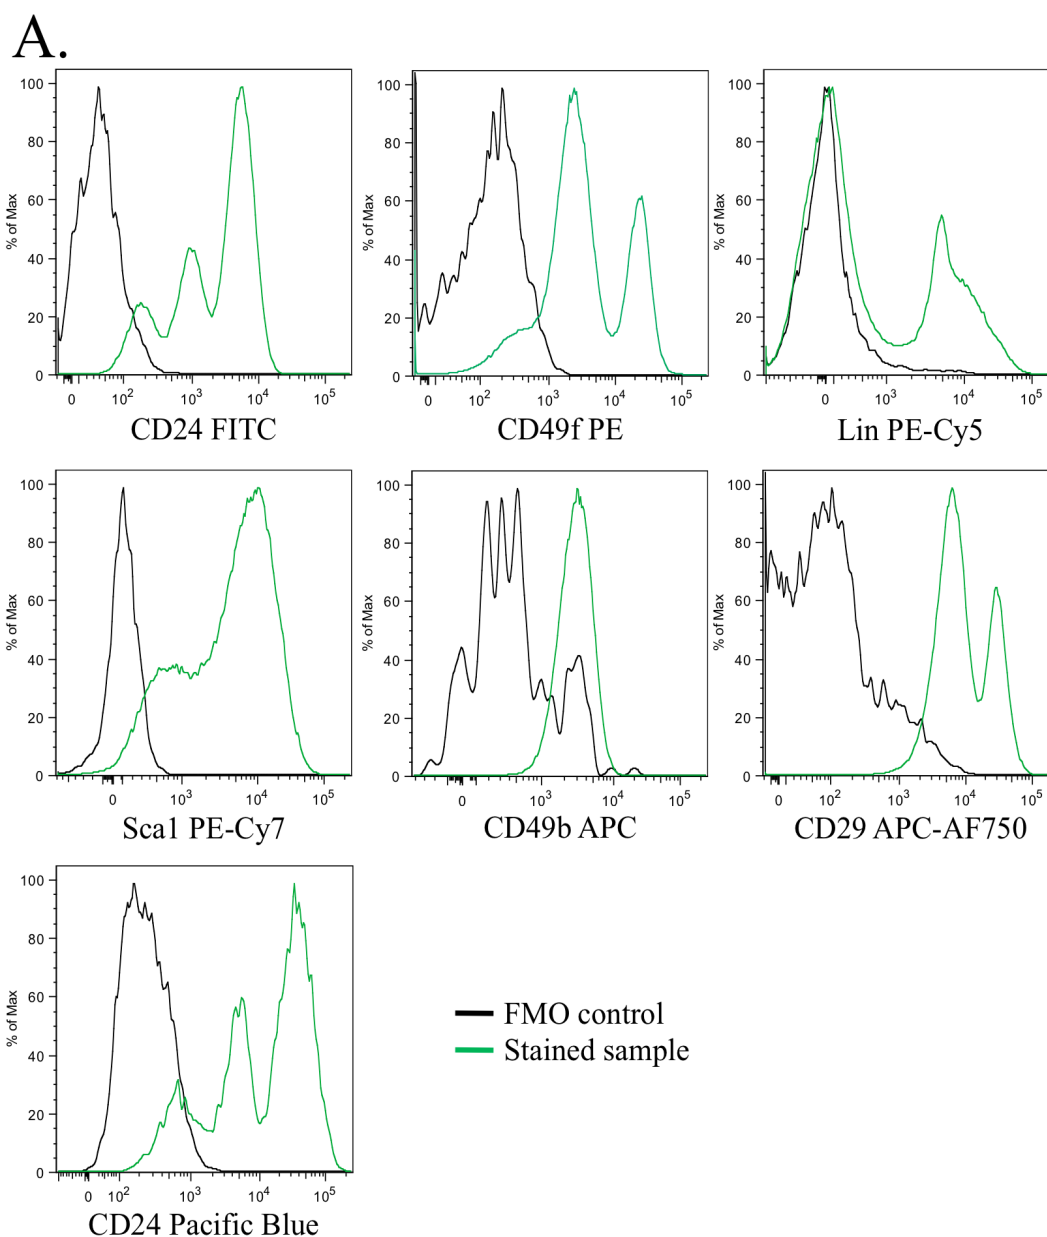 A.
100
80
60
40
20
0
% of Max
0 10² 10³ 10⁴ 10⁵
CD24 FITC
100
80
60
40
20
0
% of Max
0 10² 10³ 10⁴ 10⁵
CD49f PE
100
80
60
40
20
0
% of Max
0 10³ 10⁴ 10⁵
Lin PE-Cy5
100
80
60
40
20
0
% of Max
0 10³ 10⁴ 10⁵
Sca1 PE-Cy7
100
80
60
40
20
0
% of Max
0 10³ 10⁴ 10⁵
CD49b APC
100
80
60
40
20
0
% of Max
0 10² 10³ 10⁴ 10⁵
CD29 APC-AF750
100
80
60
40
20
0
% of Max
0 10² 10³ 10⁴ 10⁵
CD24 Pacific Blue
FMO control
Stained sample